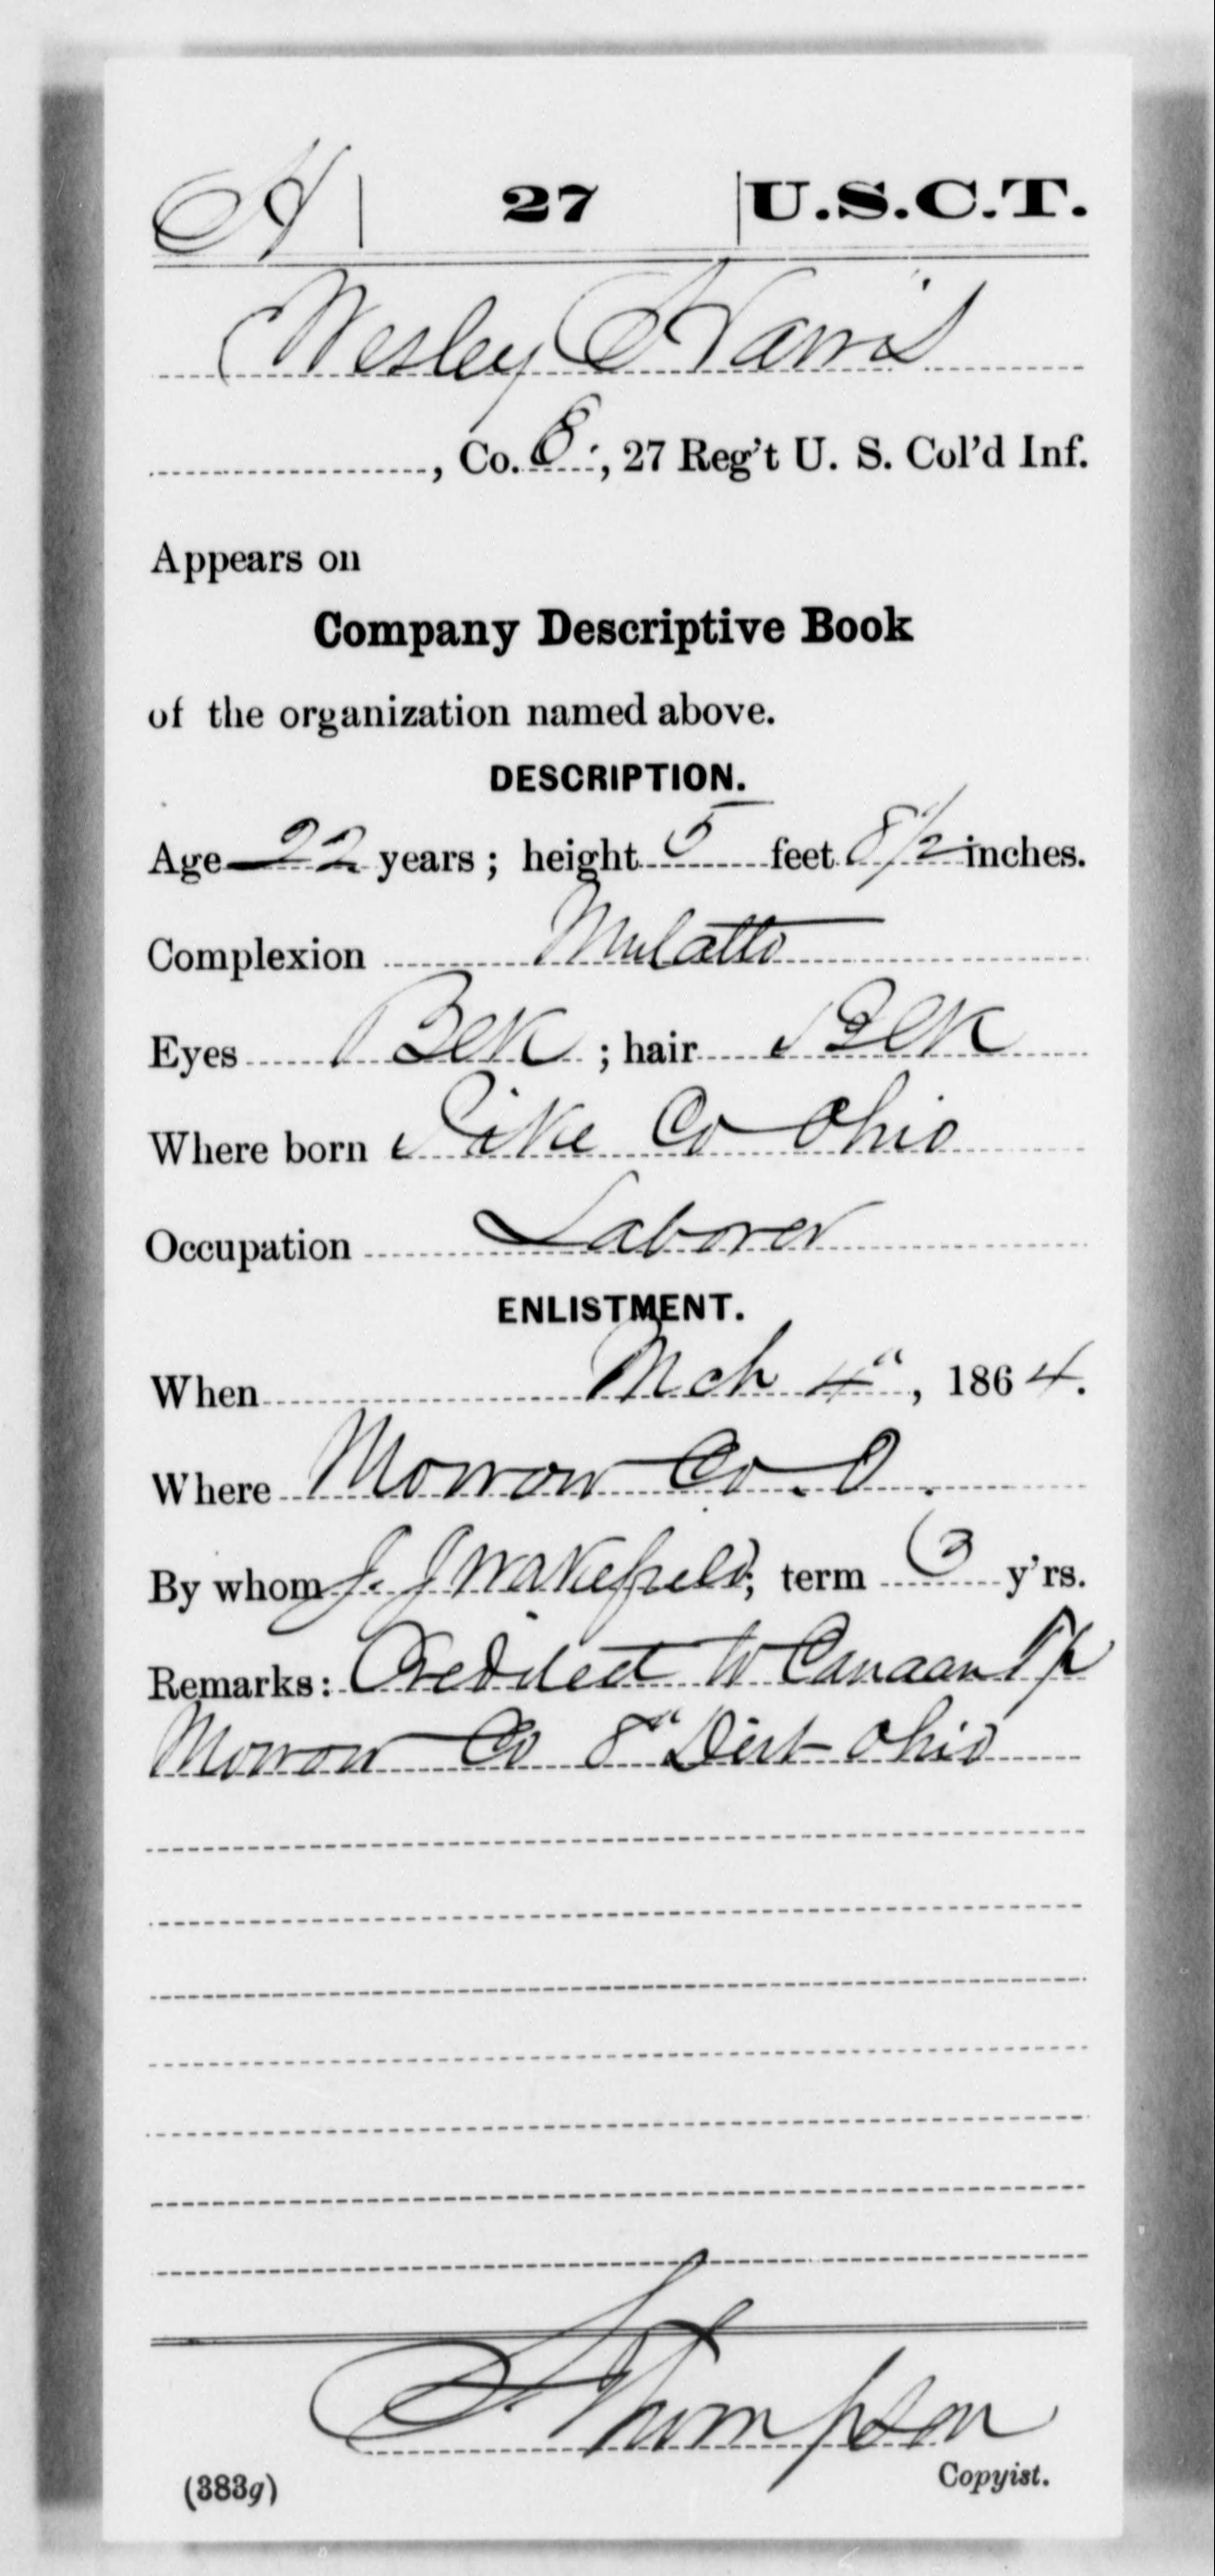 H | 27 | U.S.C.T.
Wesley Harris
, Co. E, 27 Reg't U. S. Col'd Inf.
Appears on
Company Descriptive Book
of the organization named above.
DESCRIPTION.
Age 22 years; height 5 feet 8 1/2 inches.
Complexion Mulatto
Eyes Blk; hair Blk
Where born Pike Co Ohio
Occupation Laborer
ENLISTMENT.
When Mch 4", 1864.
Where Morrow Co. O.
By whom J. J Wakefield; term 3 y'rs.
Remarks: Credited to Canaan Tp
Morrow Co 8" Dist Ohio
Thompson
Copyist.
(383g)